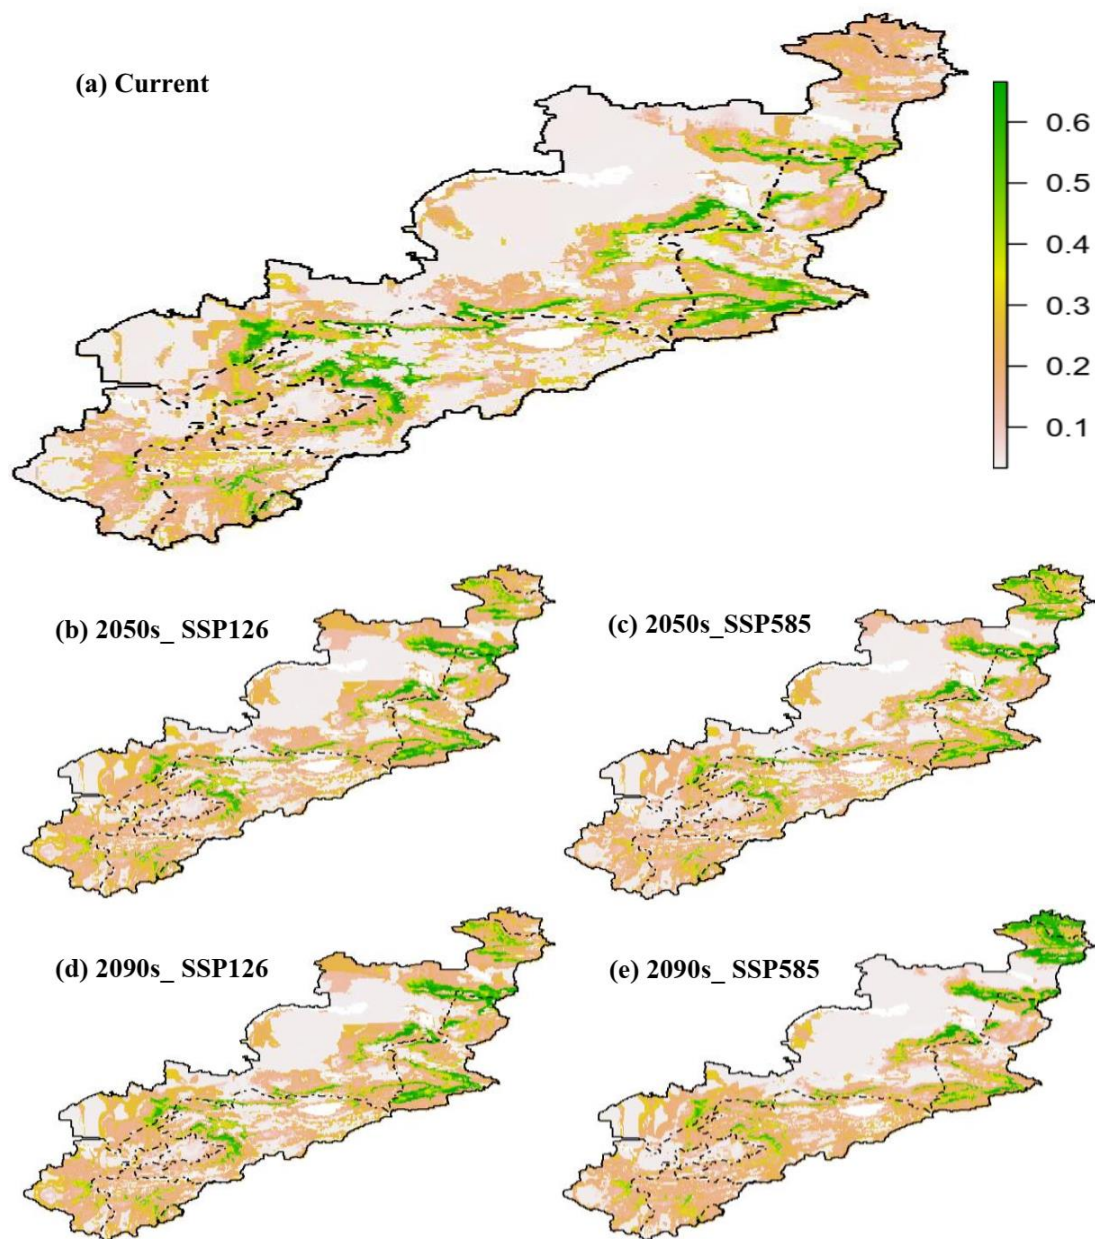 (a) Current
0.6
0.5
0.4
0.3
0.2
0.1
(b) 2050s_ SSP126
(c) 2050s_SSP585
(d) 2090s_ SSP126
(e) 2090s_ SSP585